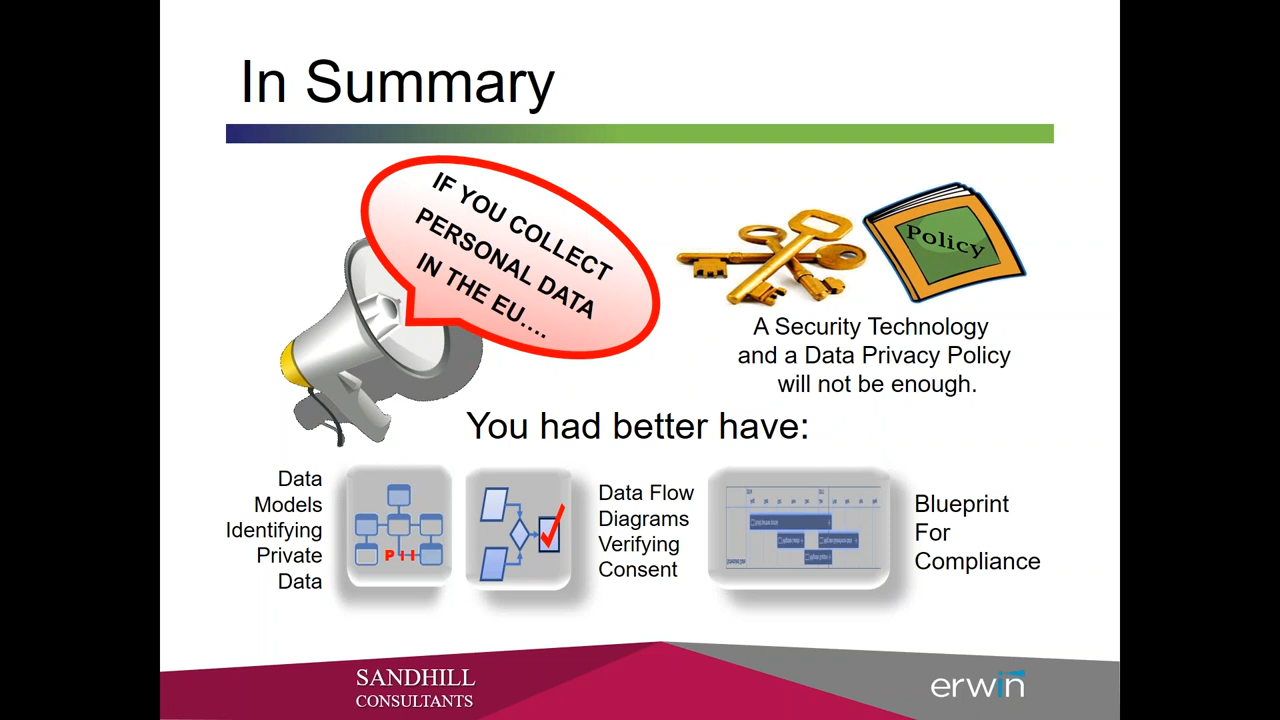 In Summary
IF YOU COLLECT
PERSONAL DATA
IN THE EU....
Policy
A Security Technology
and a Data Privacy Policy
will not be enough.
You had better have:
Data
Models
Identifying
Private
Data
PII
Data Flow
Diagrams
Verifying
Consent
Blueprint
For
Compliance
SANDHILL
CONSULTANTS
erwin